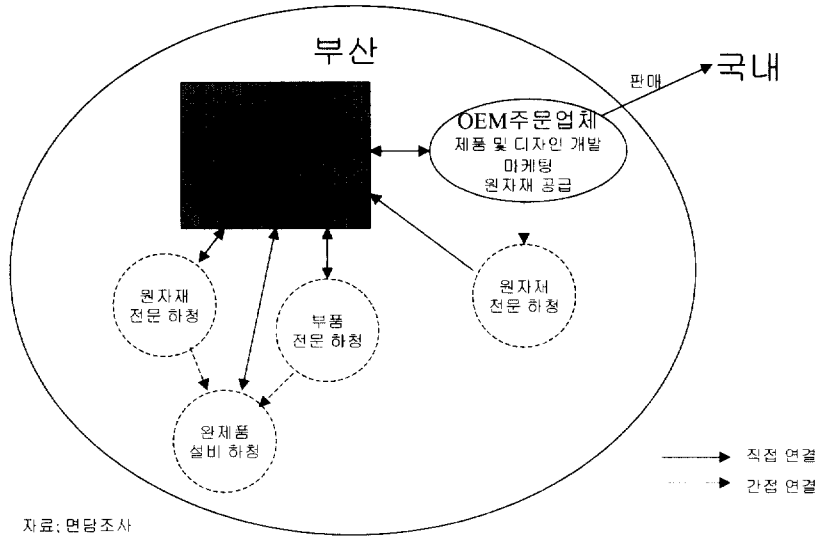 부산
국내
판매
OEM주문업체
제품 및 디자인 개발
마케팅
원자재 공급
원자재
전문 하청
부품
전문 하청
원자재
전문 하청
완제품
설비 하청
직접 연결
간접 연결
자료; 면담조사